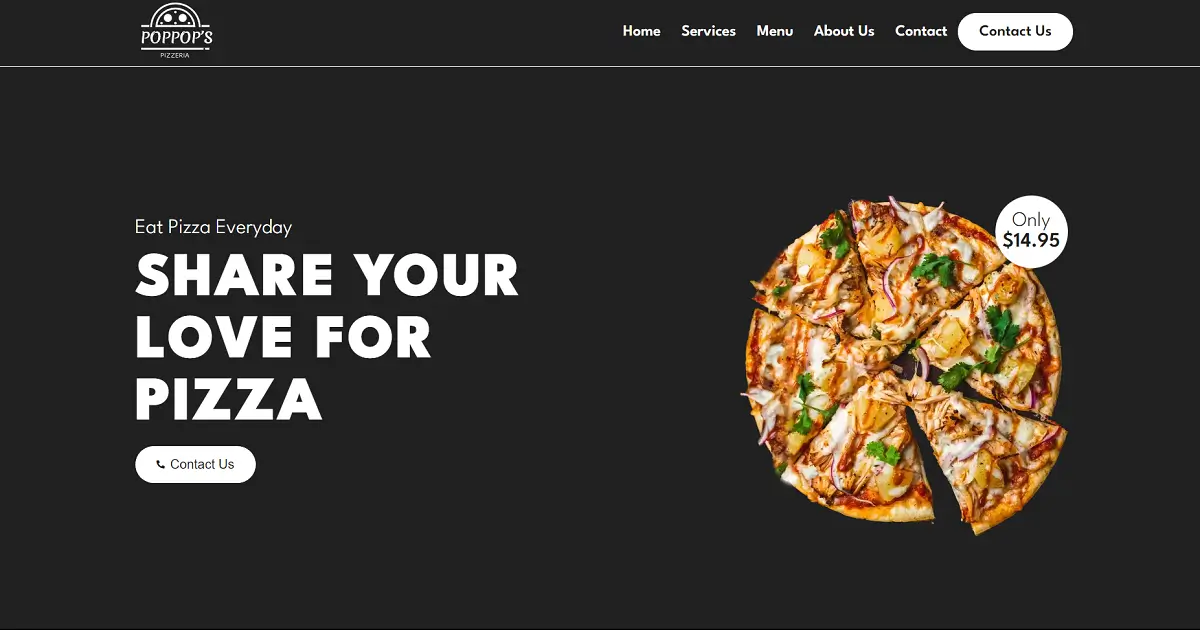 POPPOP'S
PIZZERIA
Home Services Menu About Us Contact Contact Us
Eat Pizza Everyday
SHARE YOUR
LOVE FOR
PIZZA
Contact Us
Only
$14.95